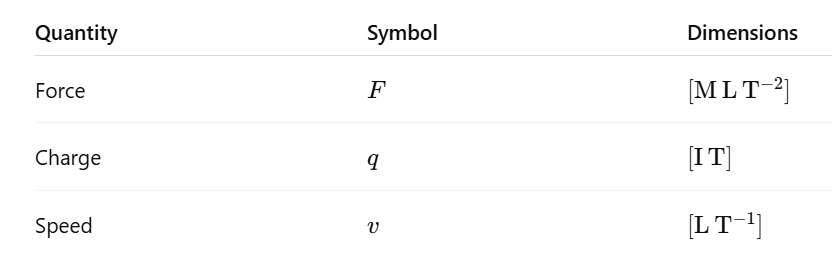 Quantity Symbol Dimensions
Force F [M L T⁻²]
Charge q [I T]
Speed v [L T⁻¹]